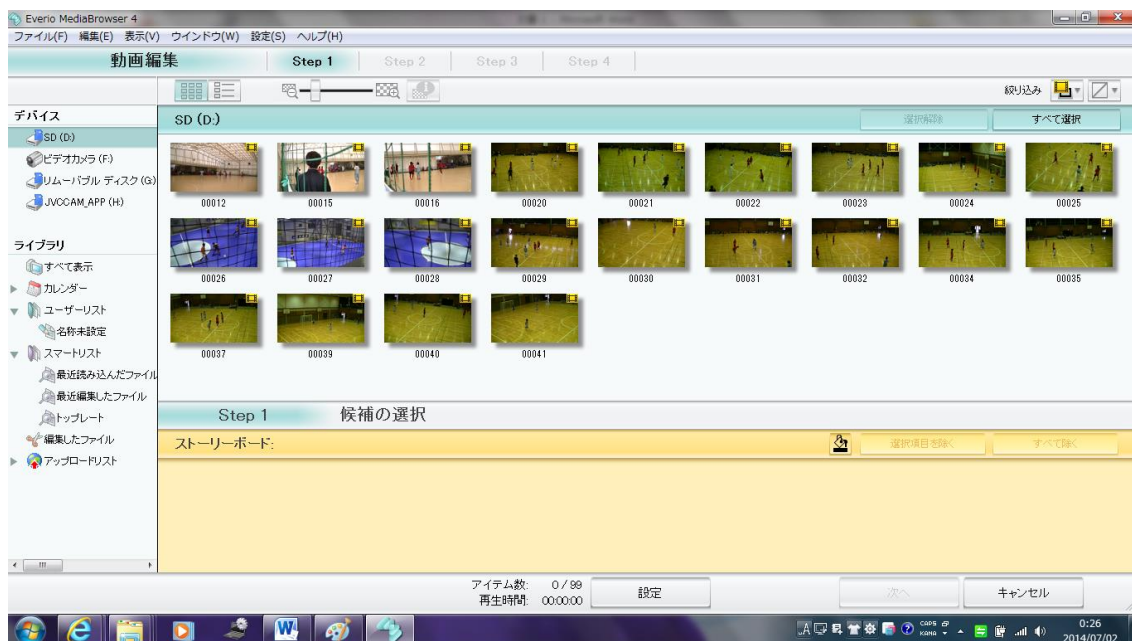 Everio MediaBrowser 4
ファイル(F) 編集(E) 表示(V) ウインドウ(W) 設定(S) ヘルプ(H)
動画編集 Step 1 Step 2 Step 3 Step 4
絞り込み
デバイス
SD (D:)
ビデオカメラ (F:)
リムーバブル ディスク (G)
JVCCAM_APP (H:)
ライブラリ
すべて表示
カレンダー
ユーザーリスト
名称未設定
スマートリスト
最近読み込んだファイル
最近編集したファイル
トップレート
編集したファイル
アップロードリスト
SD (D:) 選択解除 すべて選択
00012 00015 00016 00020 00021 00022 00023 00024 00025
00026 00027 00028 00029 00030 00031 00032 00034 00035
00037 00039 00040 00041
Step 1 候補の選択
ストーリーボード: 選択項目を除く すべて除く
アイテム数: 0 / 99
再生時間: 00:00:00
設定 次へ キャンセル
A CAPS
KANA
0:26
2014/07/02